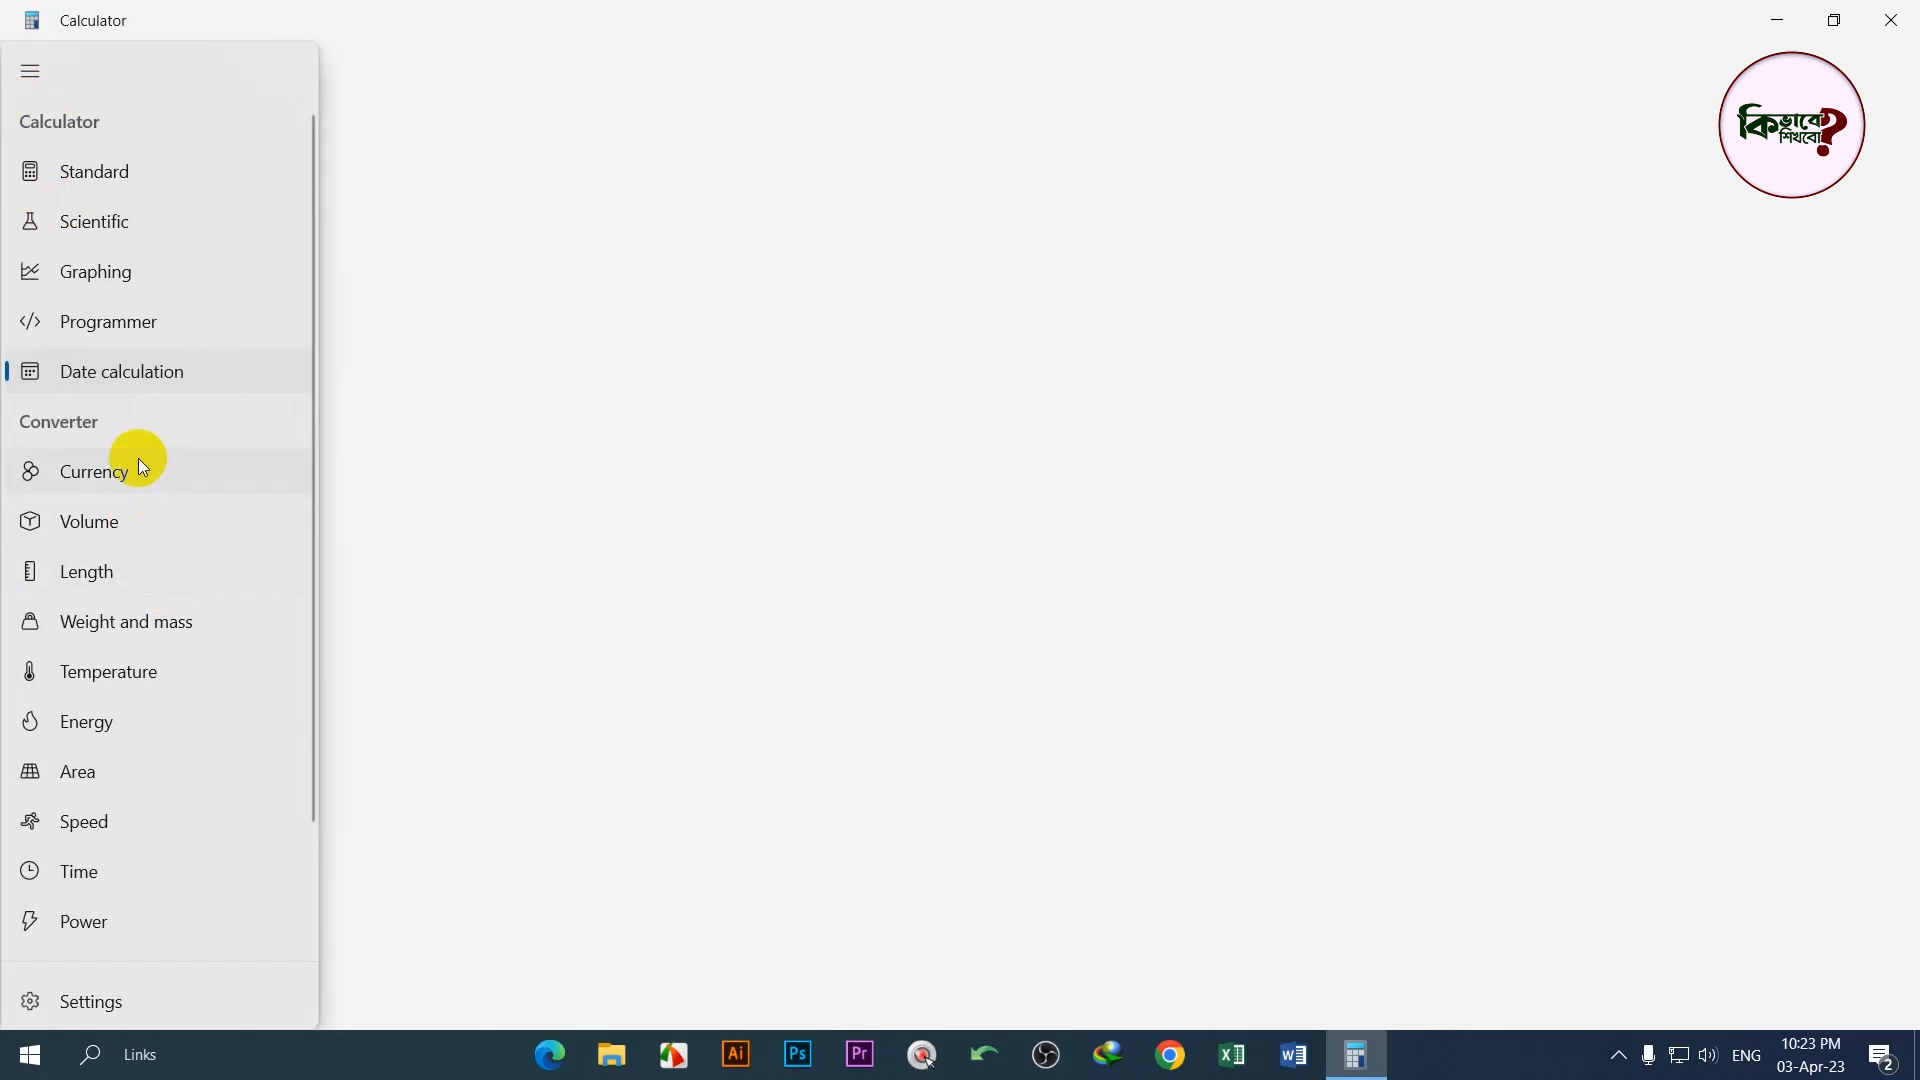 Calculator
কিভাবে
শিখবো?
Calculator
Standard
Scientific
Graphing
Programmer
Date calculation
Converter
Currency
Volume
Length
Weight and mass
Temperature
Energy
Area
Speed
Time
Power
Settings
Links
Ai
Ps
Pr
X
W
ENG
10:23 PM
03-Apr-23
2